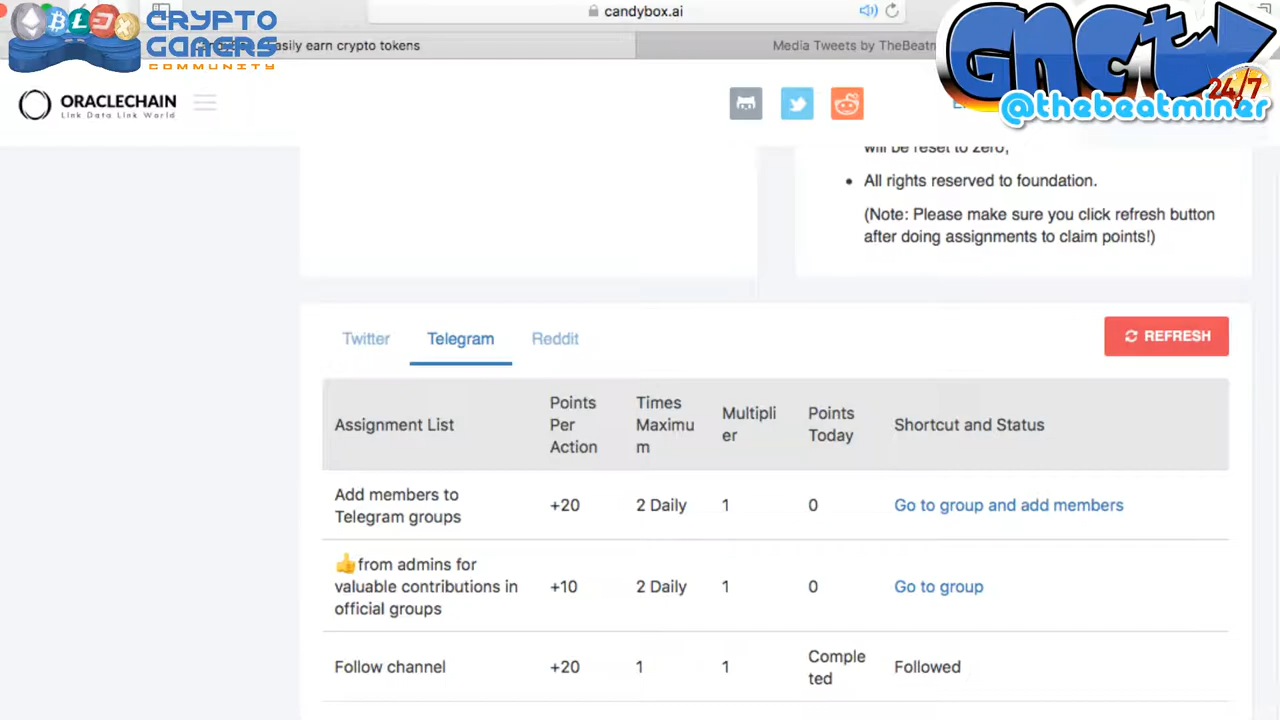 CRYPTO
GAMERS
COMMUNITY
candybox.ai
asily earn crypto tokens
Media Tweets by TheBeatm
GNCTV
24/7
@thebeatminer
ORACLECHAIN
Link Data Link World
will be reset to zero;
• All rights reserved to foundation.
(Note: Please make sure you click refresh button
after doing assignments to claim points!)
Twitter
Telegram
Reddit
REFRESH
Assignment List
Points
Per
Action
Times
Maximu
m
Multipli
er
Points
Today
Shortcut and Status
Add members to
Telegram groups
+20
2 Daily
1
0
Go to group and add members
👍from admins for
valuable contributions in
official groups
+10
2 Daily
1
0
Go to group
Follow channel
+20
1
1
Comple
ted
Followed